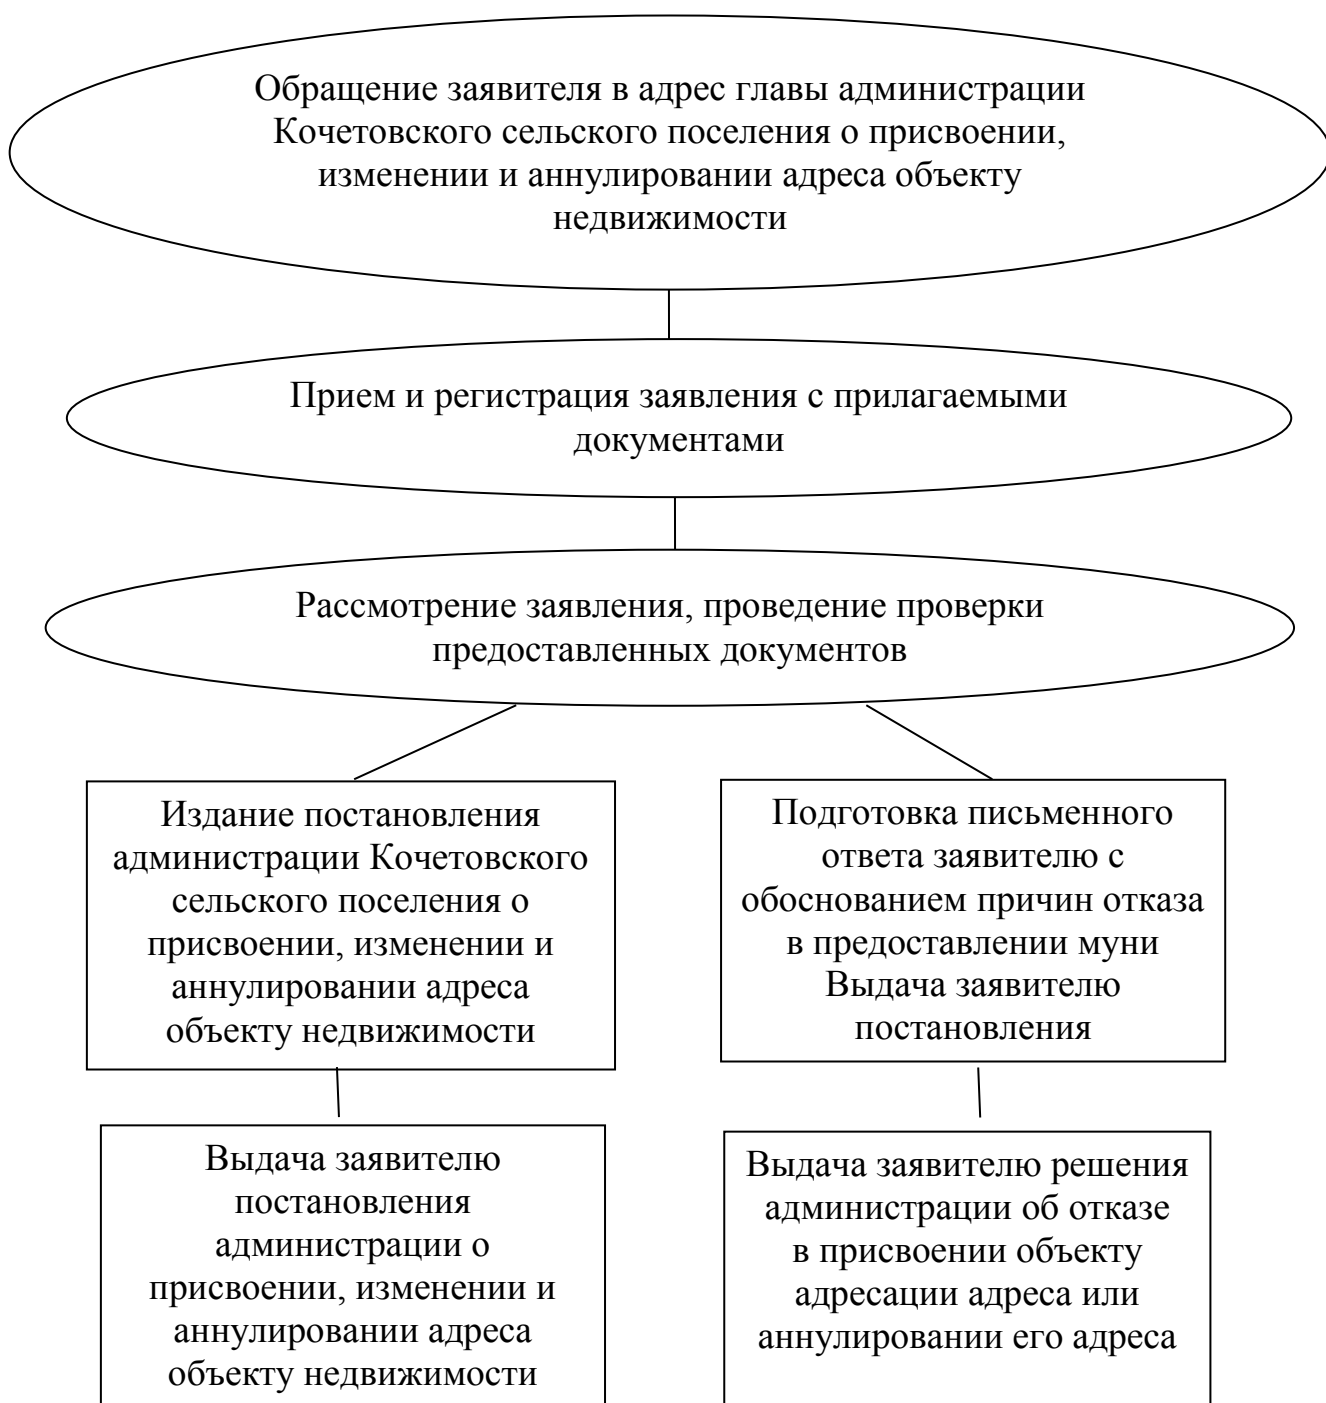 Обращение заявителя в адрес главы администрации
Кочетовского сельского поселения о присвоении,
изменении и аннулировании адреса объекту
недвижимости
Прием и регистрация заявления с прилагаемыми
документами
Рассмотрение заявления, проведение проверки
предоставленных документов
Издание постановления
администрации Кочетовского
сельского поселения о
присвоении, изменении и
аннулировании адреса
объекту недвижимости
Подготовка письменного
ответа заявителю с
обоснованием причин отказа
в предоставлении муни
Выдача заявителю
постановления
Выдача заявителю
постановления
администрации о
присвоении, изменении и
аннулировании адреса
объекту недвижимости
Выдача заявителю решения
администрации об отказе
в присвоении объекту
адресации адреса или
аннулировании его адреса